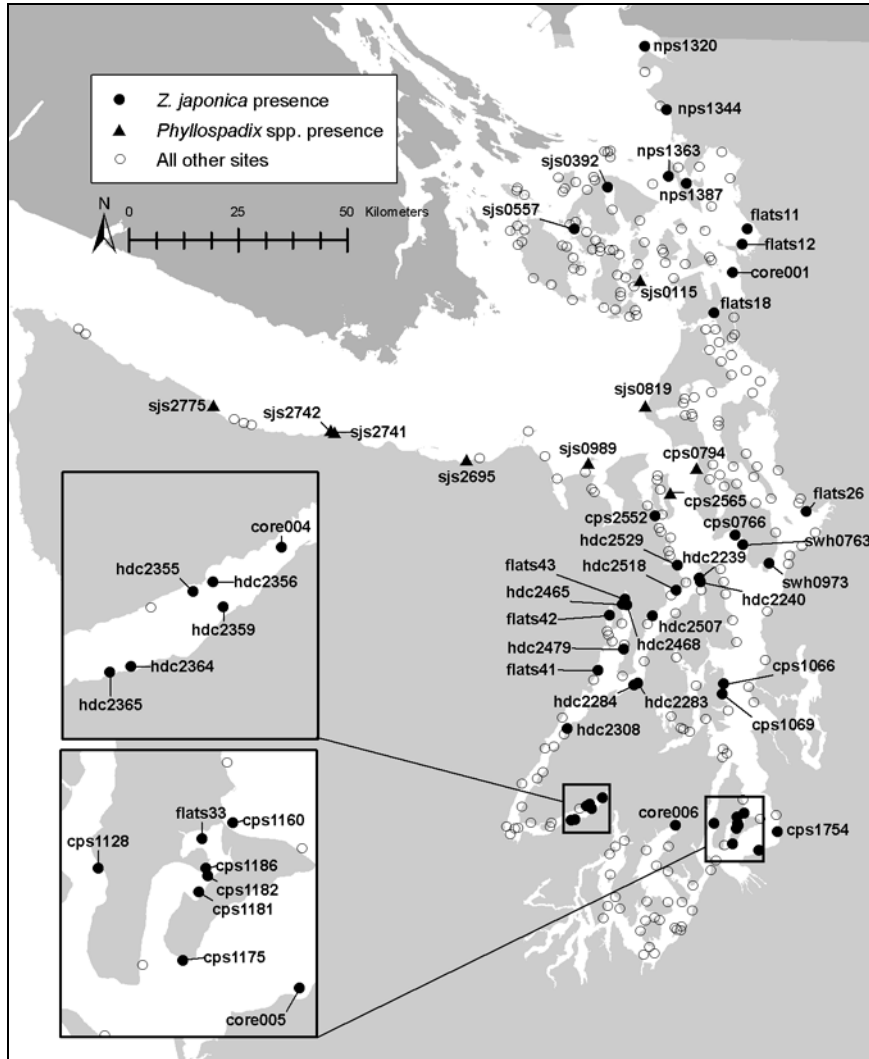 nps1320
Z. japonica presence
Phyllospadix spp. presence
All other sites
nps1344
N
0 25 50 Kilometers
nps1363
sjs0392
nps1387
sjs0557
flats11
flats12
core001
sjs0115
flats18
sjs2775
sjs2742
sjs2741
sjs0819
sjs2695
sjs0989
cps0794
cps2565
flats26
cps2552
cps0766
swh0763
hdc2529
hdc2239
flats43
hdc2518
swh0973
hdc2465
hdc2240
flats42
hdc2507
hdc2468
hdc2479
flats41
cps1066
hdc2284
hdc2283
cps1069
hdc2308
core004
hdc2355
hdc2356
hdc2359
hdc2364
hdc2365
core006
cps1754
flats33
cps1160
cps1128
cps1186
cps1182
cps1181
cps1175
core005